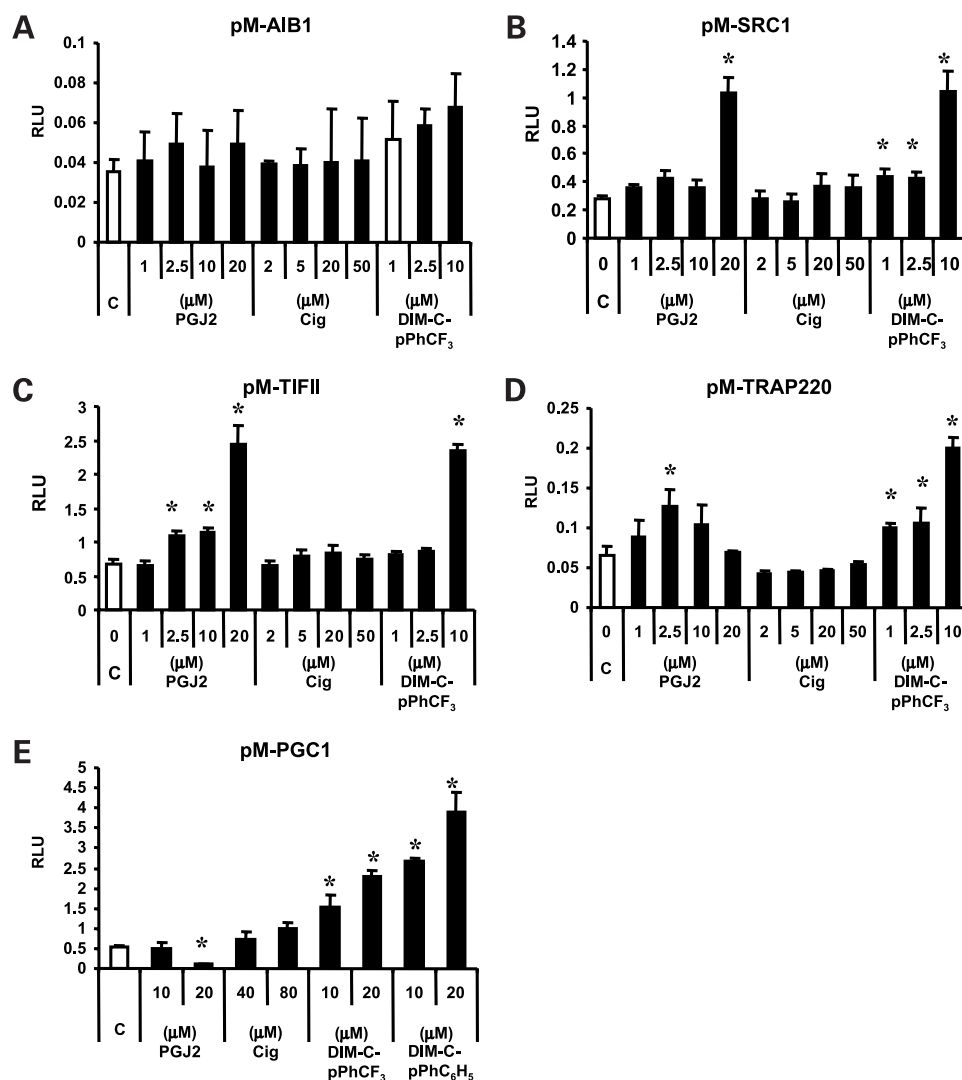 A
pM-AIB1
RLU
0.1
0.08
0.06
0.04
0.02
0
1 2.5 10 20 2 5 20 50 1 2.5 10
C (μM) (μM) (μM)
PGJ2 Cig DIM-C-
pPhCF3
B
pM-SRC1
RLU
1.4
1.2
1
0.8
0.6
0.4
0.2
0
* * * *
0 1 2.5 10 20 2 5 20 50 1 2.5 10
C (μM) (μM) (μM)
PGJ2 Cig DIM-C-
pPhCF3
C
pM-TIFII
RLU
3
2.5
2
1.5
1
0.5
0
* * * *
0 1 2.5 10 20 2 5 20 50 1 2.5 10
C (μM) (μM) (μM)
PGJ2 Cig DIM-C-
pPhCF3
D
pM-TRAP220
RLU
0.25
0.2
0.15
0.1
0.05
0
* * * *
0 1 2.5 10 20 2 5 20 50 1 2.5 10
C (μM) (μM) (μM)
PGJ2 Cig DIM-C-
pPhCF3
E
pM-PGC1
RLU
5
4.5
4
3.5
3
2.5
2
1.5
1
0.5
0
* * * * *
10 20 40 80 10 20 10 20
C (μM) (μM) (μM) (μM)
PGJ2 Cig DIM-C- DIM-C-
pPhCF3 pPhC6H5